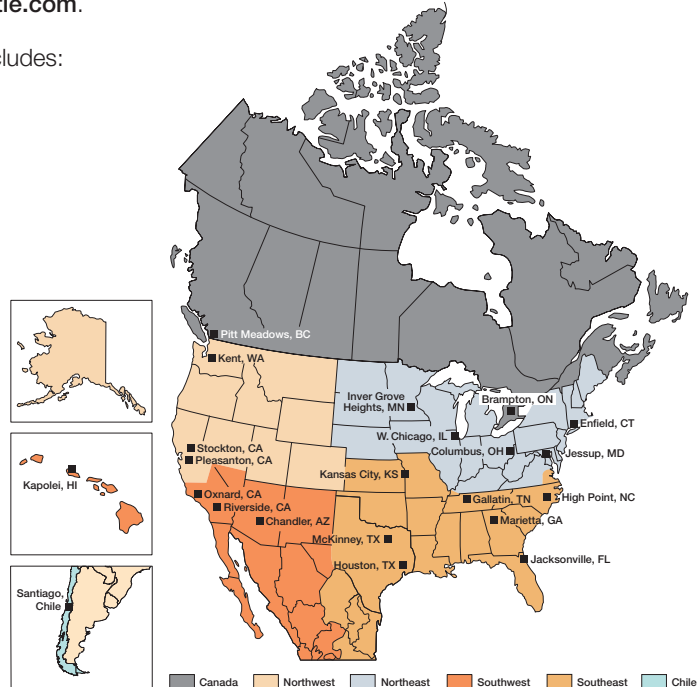 tle.com.
cludes:
Pitt Meadows, BC
Kent, WA
Inver Grove
Heights, MN
Brampton, ON
Enfield, CT
W. Chicago, IL
Columbus, OH
Jessup, MD
Stockton, CA
Pleasanton, CA
Kansas City, KS
Kapolei, HI
Oxnard, CA
Riverside, CA
Chandler, AZ
Gallatin, TN
High Point, NC
Marietta, GA
McKinney, TX
Houston, TX
Jacksonville, FL
Santiago,
Chile
Canada Northwest Northeast Southwest Southeast Chile